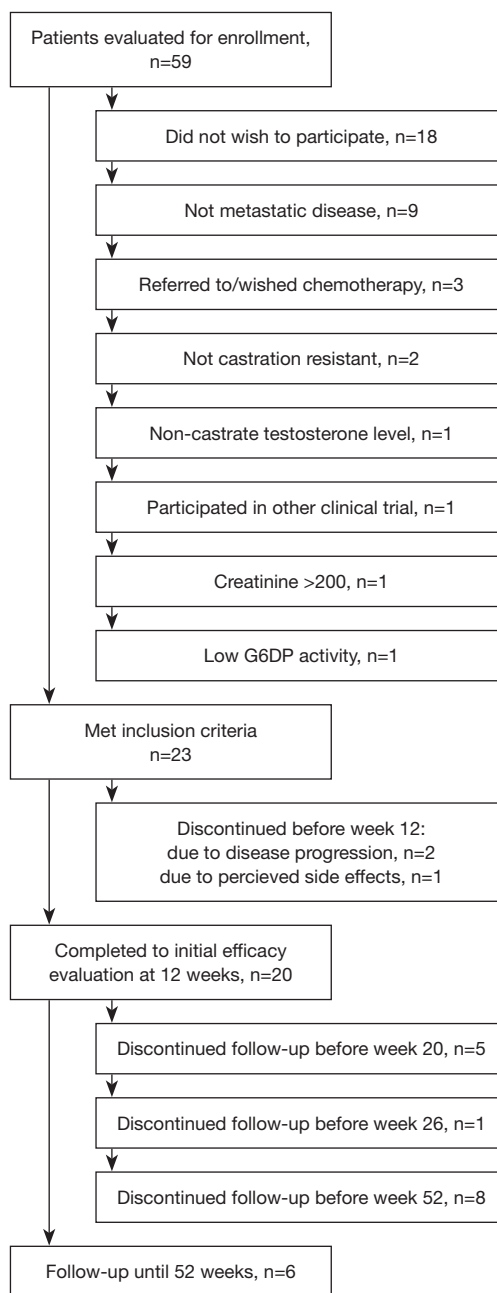 Patients evaluated for enrollment,
n=59
Did not wish to participate, n=18
Not metastatic disease, n=9
Referred to/wished chemotherapy, n=3
Not castration resistant, n=2
Non-castrate testosterone level, n=1
Participated in other clinical trial, n=1
Creatinine >200, n=1
Low G6DP activity, n=1
Met inclusion criteria
n=23
Discontinued before week 12:
due to disease progression, n=2
due to percieved side effects, n=1
Completed to initial efficacy
evaluation at 12 weeks, n=20
Discontinued follow-up before week 20, n=5
Discontinued follow-up before week 26, n=1
Discontinued follow-up before week 52, n=8
Follow-up until 52 weeks, n=6